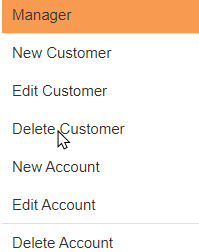 Manager
New Customer
Edit Customer
Delete Customer
New Account
Edit Account
Delete Account